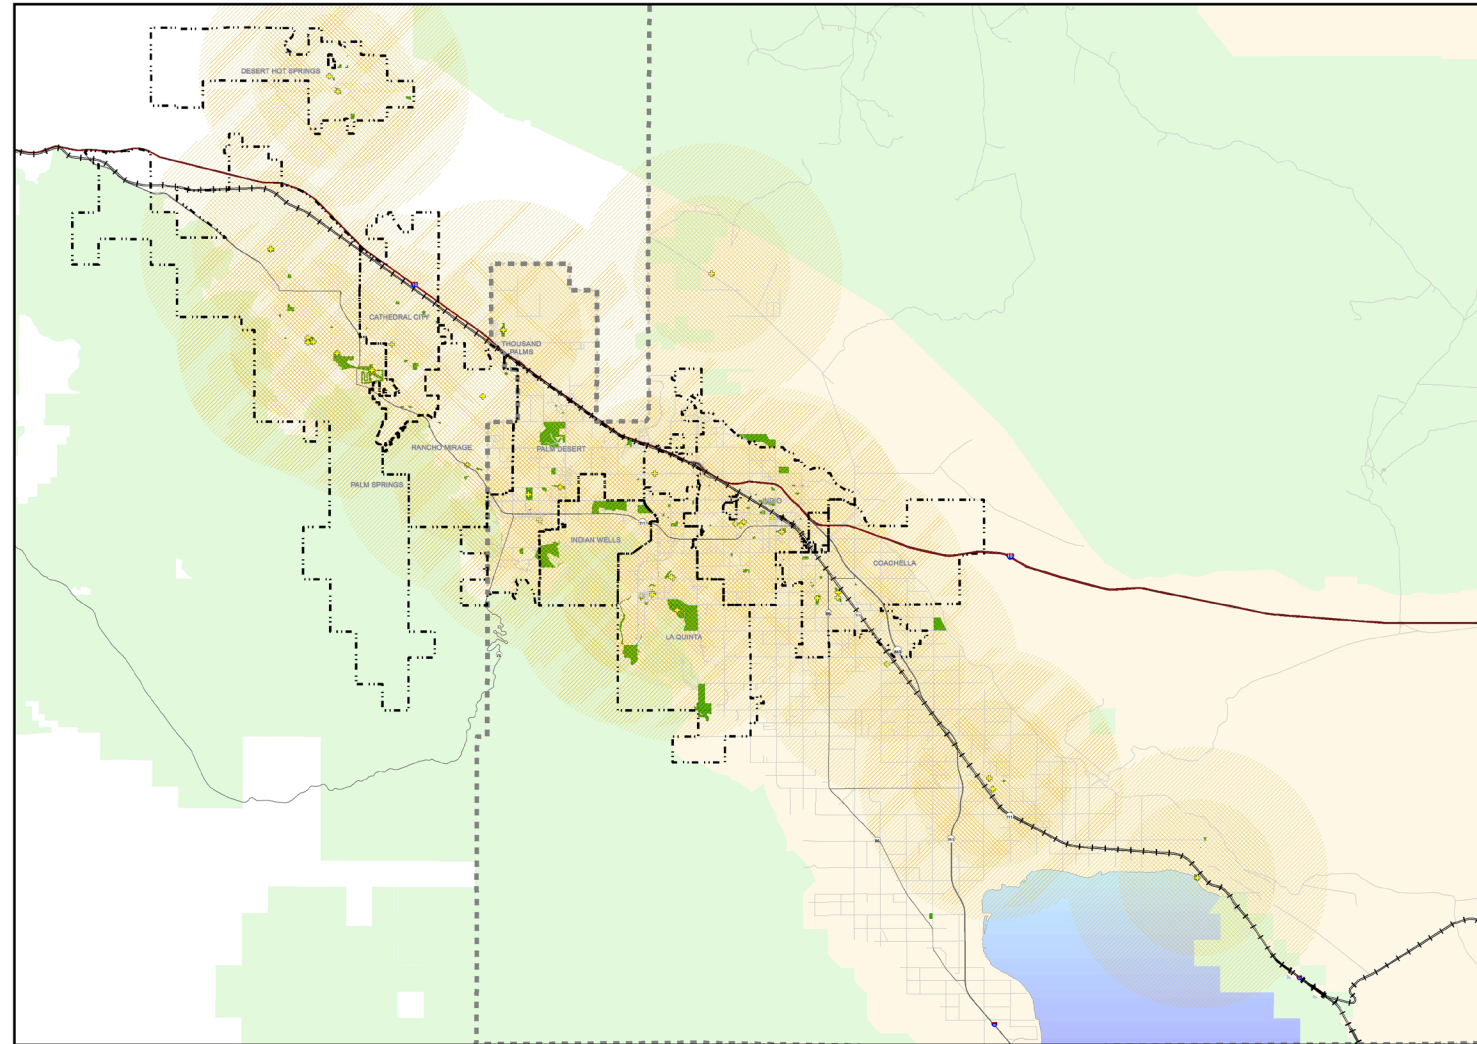 DESERT HOT SPRINGS
CATHEDRAL CITY
THOUSAND
PALMS
RANCHO MIRAGE
PALM DESERT
PALM SPRINGS
INDIO
INDIAN WELLS
COACHELLA
LA QUINTA